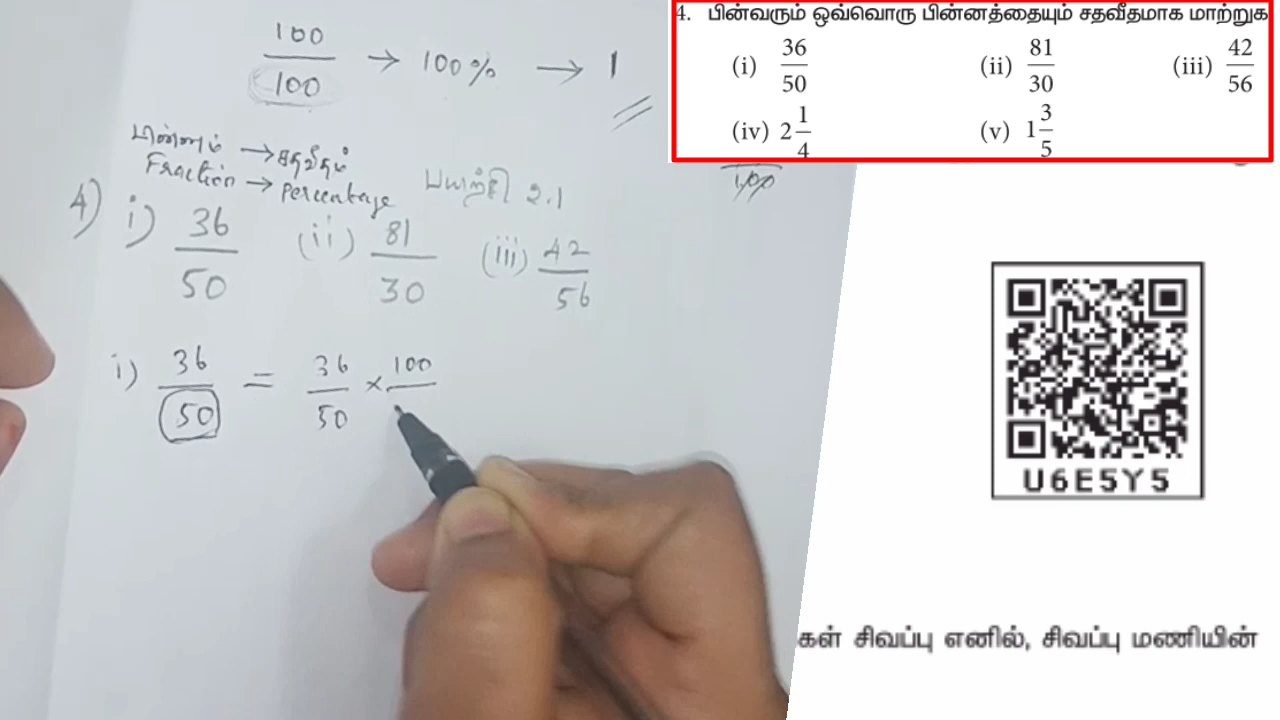 4. பின்வரும் ஒவ்வொரு பின்னத்தையும் சதவீதமாக மாற்றுக
(i) 36/50 (ii) 81/30 (iii) 42/56
(iv) 2 1/4 (v) 1 3/5
100/100 → 100% → 1
பின்னம் → சதவீதம்
Fraction → Percentage
பயிற்சி 2.1
4) i) 36/50 (ii) 81/30 (iii) 42/56
i) 36/50 = 36/50 × 100
100
U6E5Y5
கள் சிவப்பு எனில், சிவப்பு மணியின்